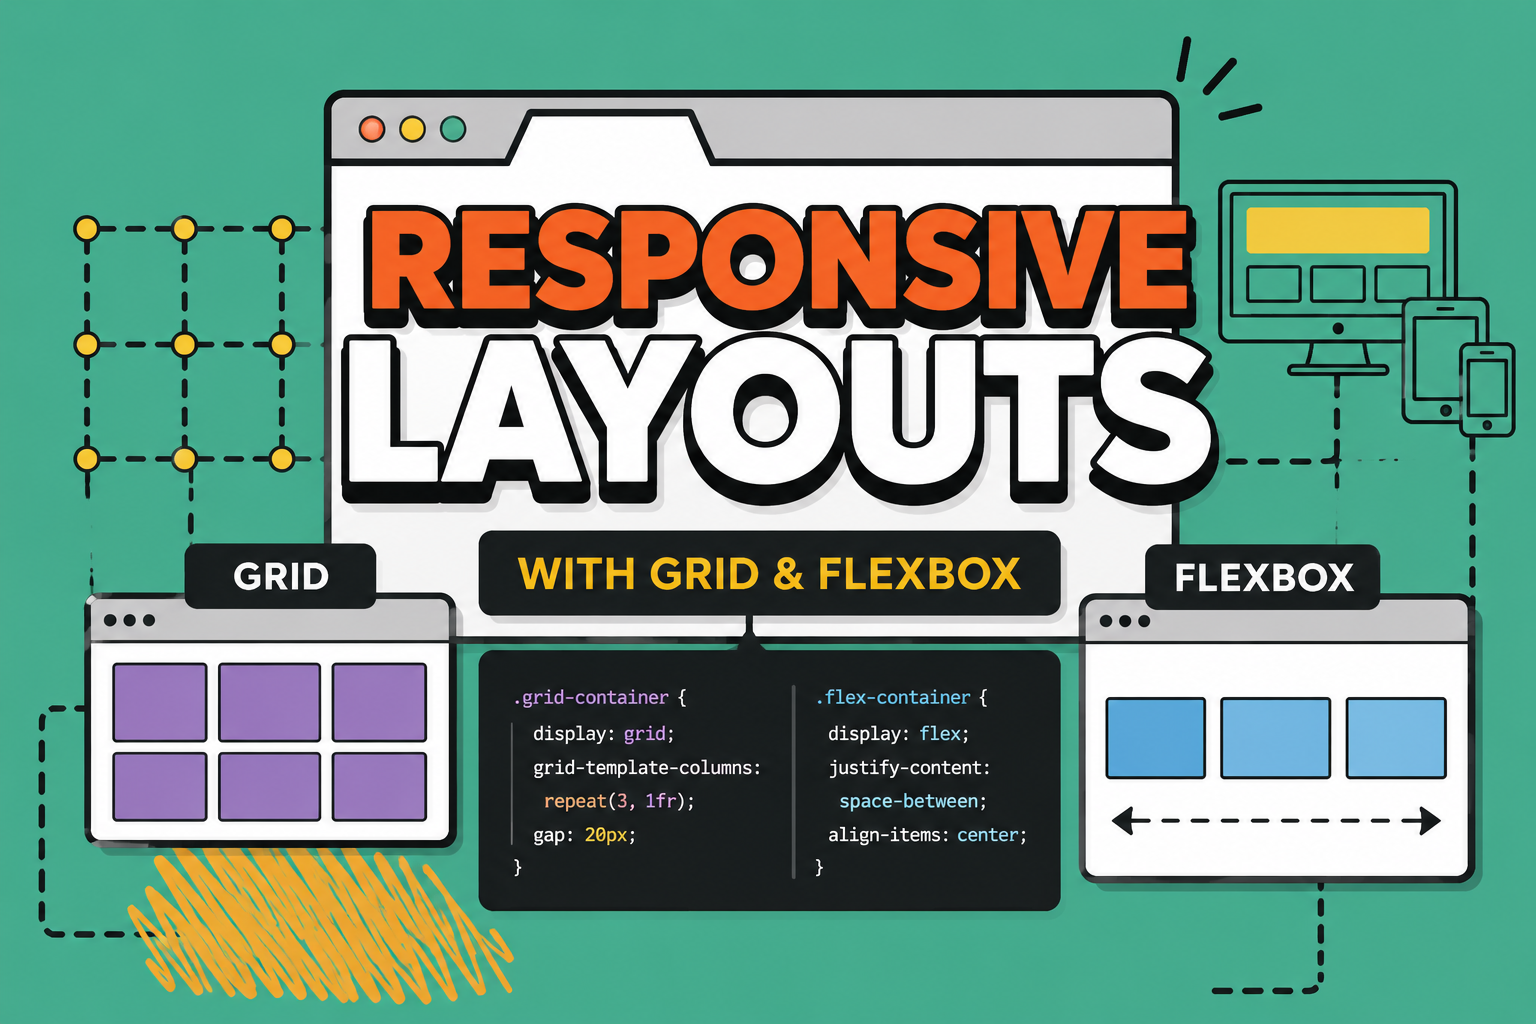 RESPONSIVE
LAYOUTS
WITH GRID & FLEXBOX
GRID
FLEXBOX
.grid-container {
display: grid;
grid-template-columns:
repeat(3, 1fr);
gap: 20px;
}
.flex-container {
display: flex;
justify-content:
space-between;
align-items: center;
}